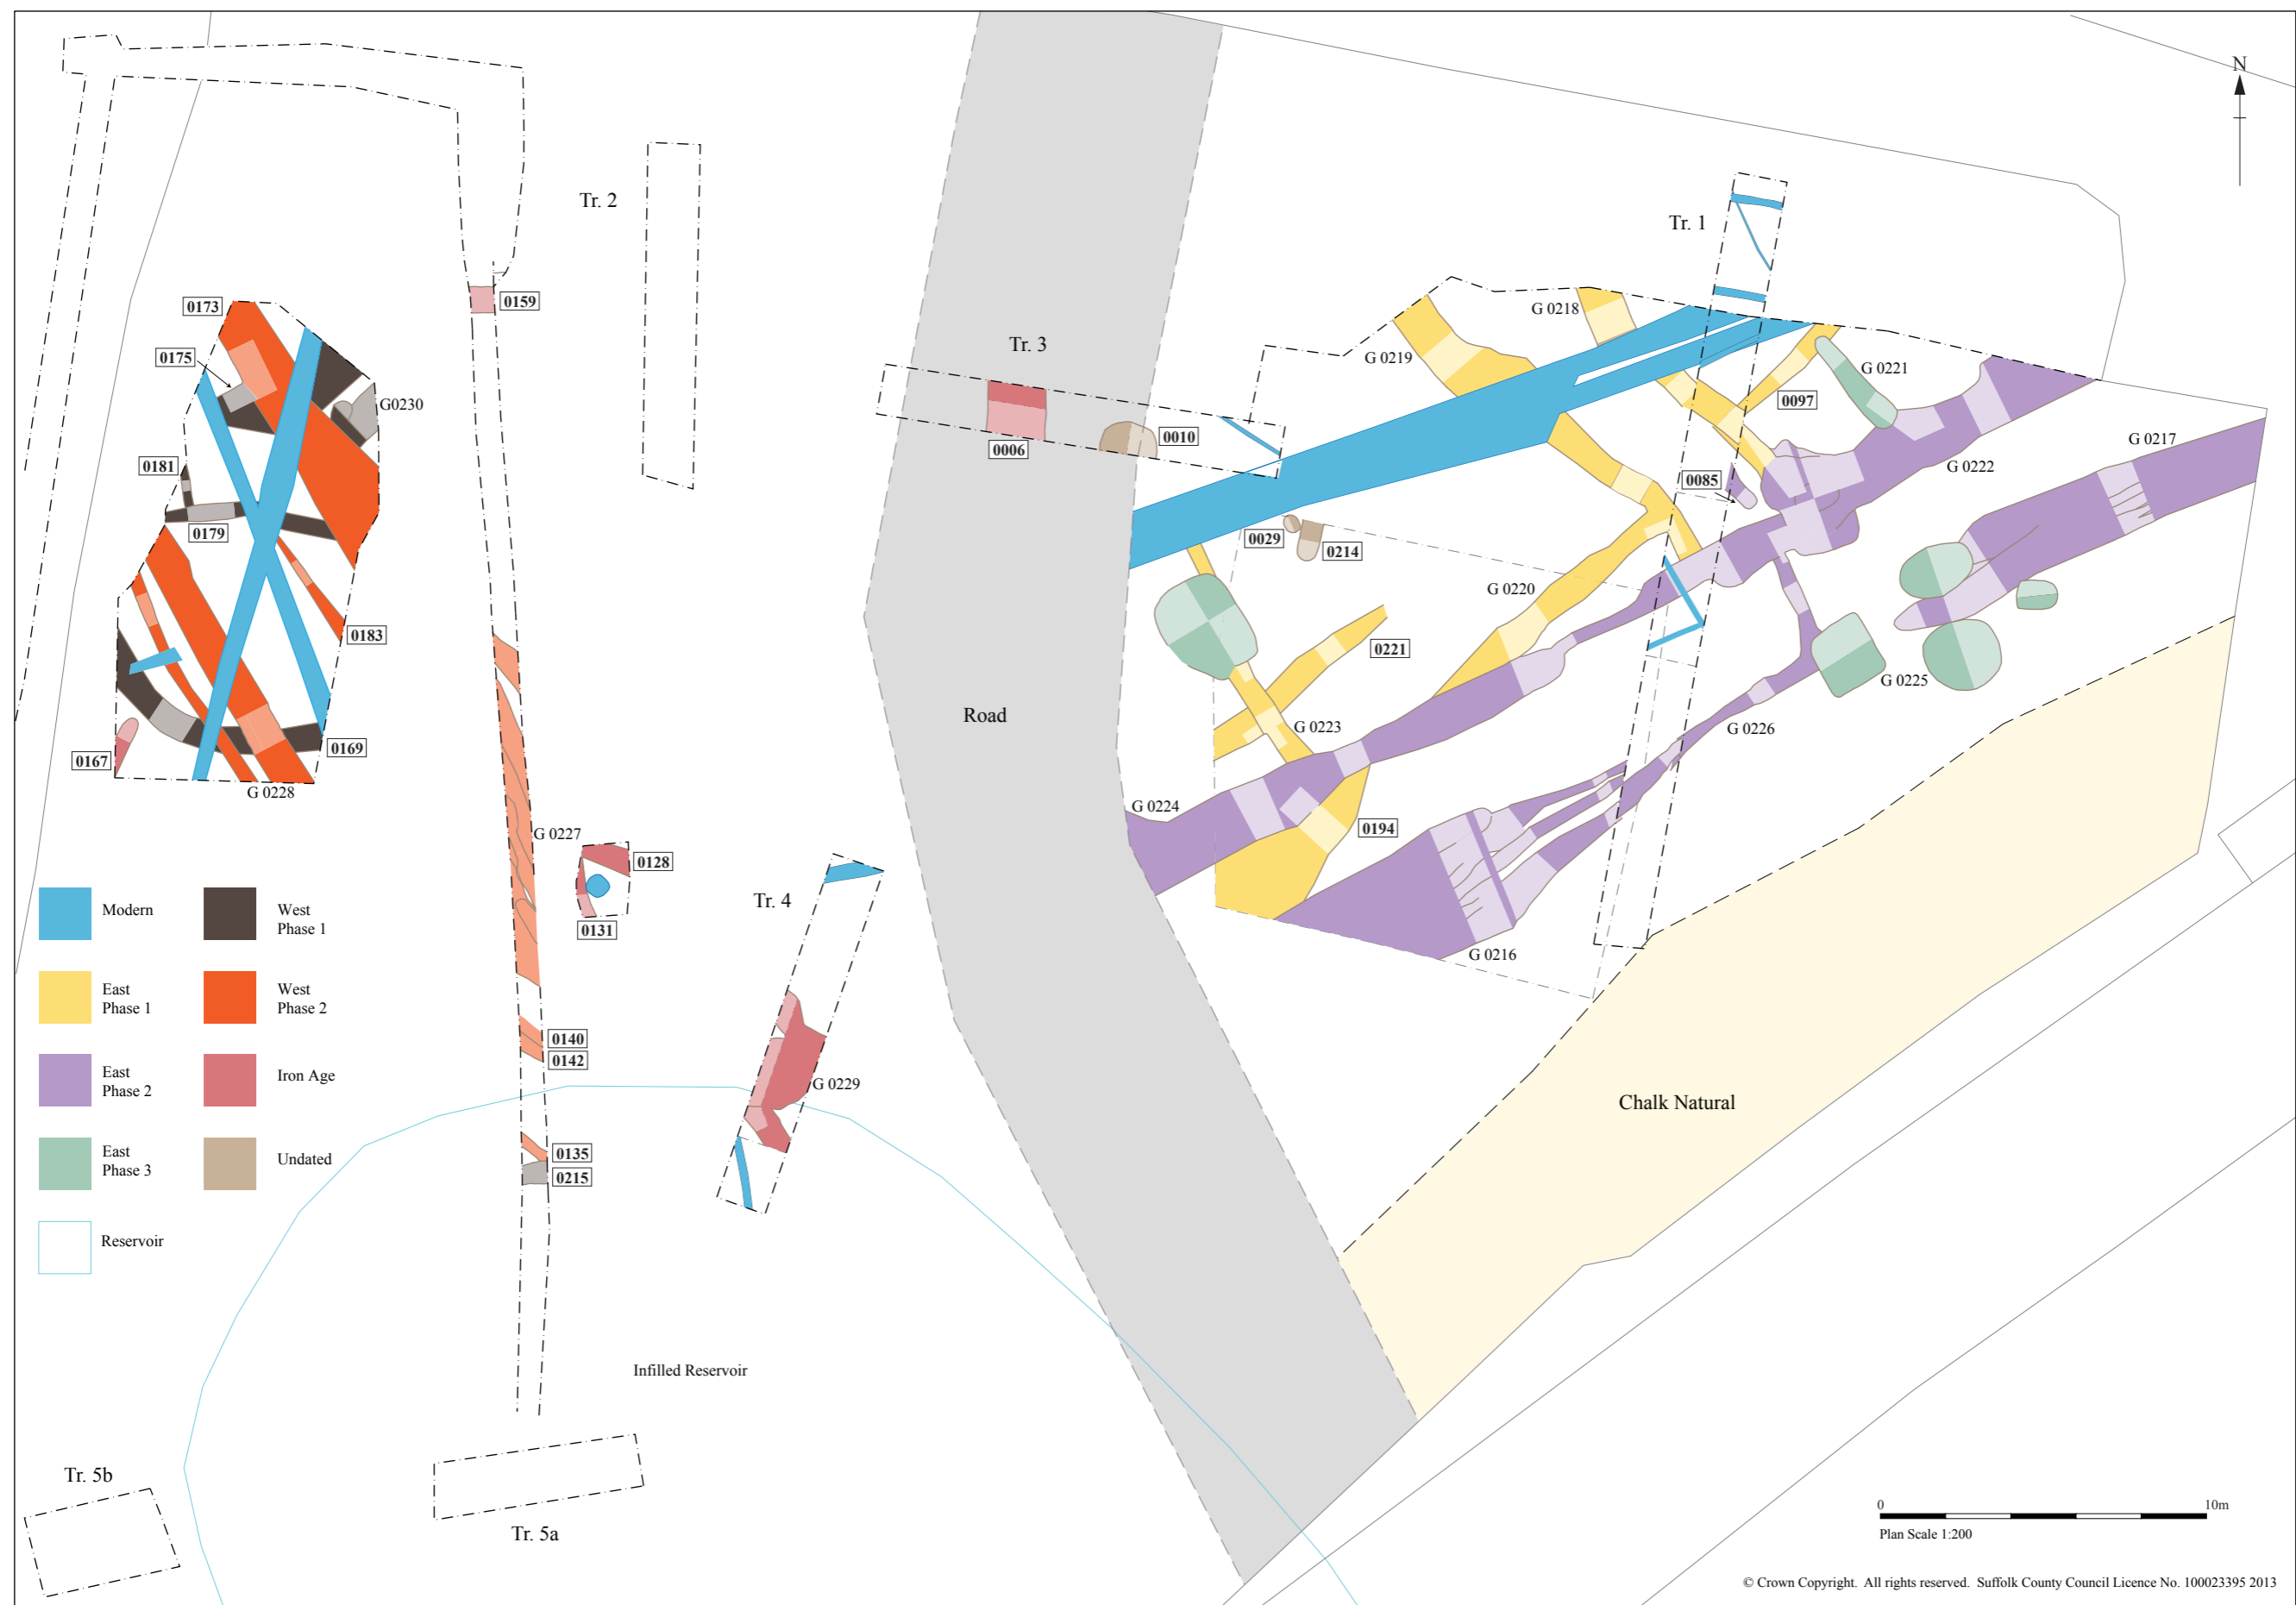 N
Tr. 2
Tr. 1
0173
0159
G 0218
Tr. 3
0175
G 0219
G 0221
G0230
0097
0010
0006
G 0217
0181
G 0222
0085
0179
0029
0214
G 0220
0183
0221
G 0225
Road
G 0223
G 0226
0169
0167
G 0228
G 0224
G 0227
0194
0128
Tr. 4
0131
G 0216
Modern
West
Phase 1
East
Phase 1
West
Phase 2
East
Phase 2
Iron Age
East
Phase 3
Undated
Reservoir
0140
0142
G 0229
Chalk Natural
0135
0215
Infilled Reservoir
Tr. 5b
Tr. 5a
0
10m
Plan Scale 1:200
© Crown Copyright. All rights reserved. Suffolk County Council Licence No. 100023395 2013